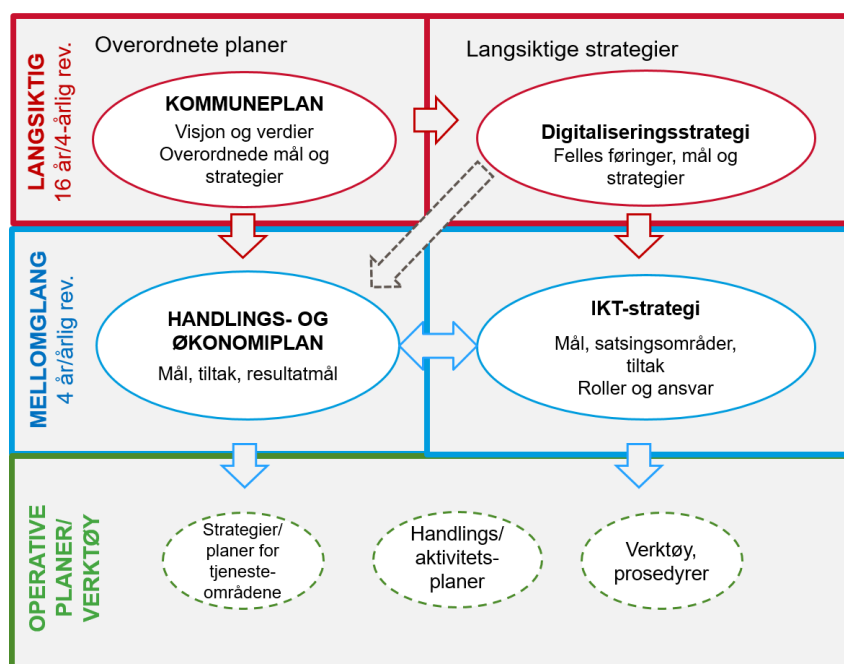 Overordnete planer
Langsiktige strategier
LANGSIKTIG
16 år/4-årlig rev.
KOMMUNEPLAN
Visjon og verdier
Overordnede mål og
strategier
Digitaliseringsstrategi
Felles føringer, mål og
strategier
MELLOMGLANG
4 år/årlig rev.
HANDLINGS- OG
ØKONOMIPLAN
Mål, tiltak, resultatmål
IKT-strategi
Mål, satsingsområder,
tiltak
Roller og ansvar
OPERATIVE
PLANER/
VERKTØY
Strategier/
planer for
tjeneste-
områdene
Handlings/
aktivitets-
planer
Verktøy,
prosedyrer